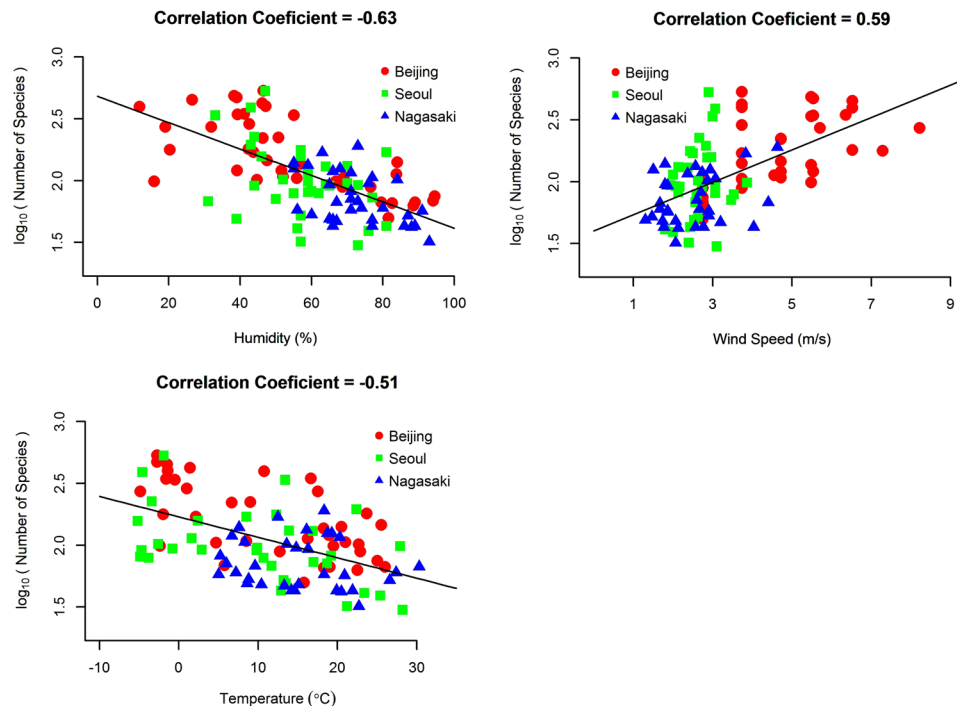 Correlation Coeficient = -0.63
log10 ( Number of Species )
3.0
2.5
2.0
1.5
Beijing
Seoul
Nagasaki
0 20 40 60 80 100
Humidity (%)
Correlation Coeficient = 0.59
log10 ( Number of Species )
3.0
2.5
2.0
1.5
Beijing
Seoul
Nagasaki
1 3 5 7 9
Wind Speed (m/s)
Correlation Coeficient = -0.51
log10 ( Number of Species )
3.0
2.5
2.0
1.5
Beijing
Seoul
Nagasaki
-10 0 10 20 30
Temperature (°C)